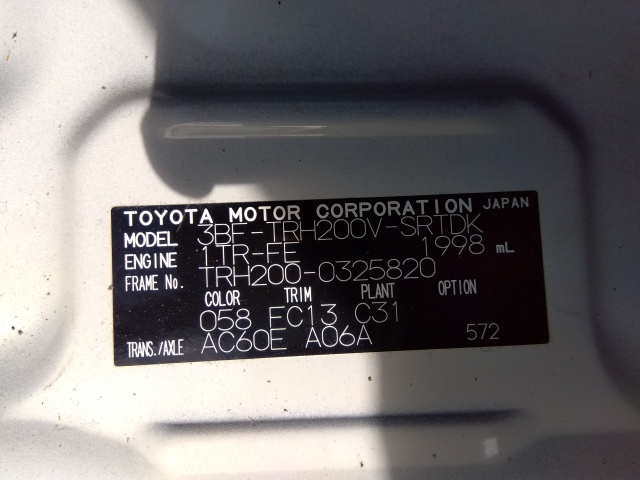 TOYOTA MOTOR CORPORATION JAPAN
MODEL 3BF-TRH200V-SRTDK
ENGINE 1TR-FE 1998 mL
FRAME No. TRH200-0325820
COLOR TRIM PLANT OPTION
058 FC13 C31
TRANS./AXLE AC60E A06A 572